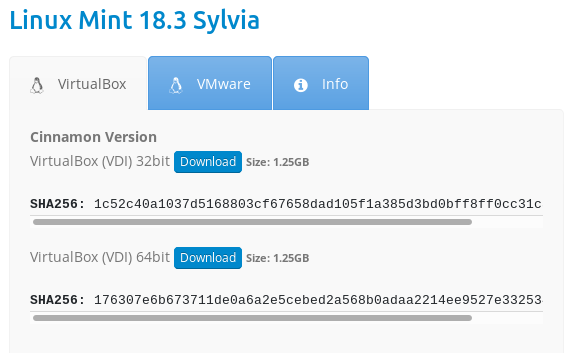 Linux Mint 18.3 Sylvia
VirtualBox VMware Info
Cinnamon Version
VirtualBox (VDI) 32bit Download Size: 1.25GB
SHA256: 1c52c40a1037d5168803cf67658dad105f1a385d3bd0bff8ff0cc31c
VirtualBox (VDI) 64bit Download Size: 1.25GB
SHA256: 176307e6b673711de0a6a2e5cebed2a568b0adaa2214ee9527e33253